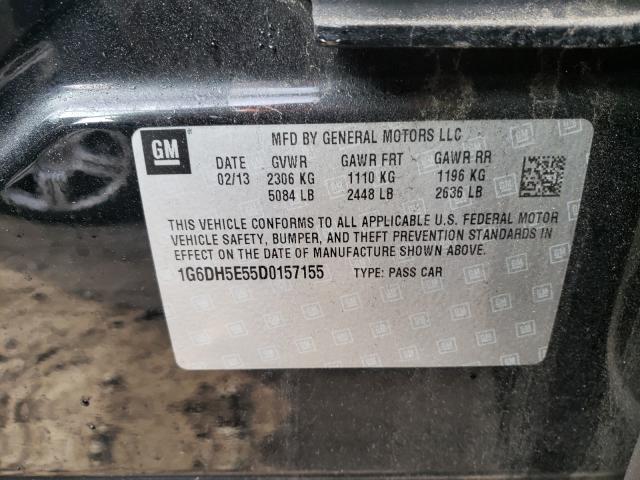 GM
MFD BY GENERAL MOTORS LLC
DATE GVWR GAWR FRT GAWR RR
02/13 2306 KG 1110 KG 1196 KG
5084 LB 2448 LB 2636 LB
THIS VEHICLE CONFORMS TO ALL APPLICABLE U.S. FEDERAL MOTOR
VEHICLE SAFETY, BUMPER, AND THEFT PREVENTION STANDARDS IN
EFFECT ON THE DATE OF MANUFACTURE SHOWN ABOVE.
1G6DH5E55D0157155 TYPE: PASS CAR